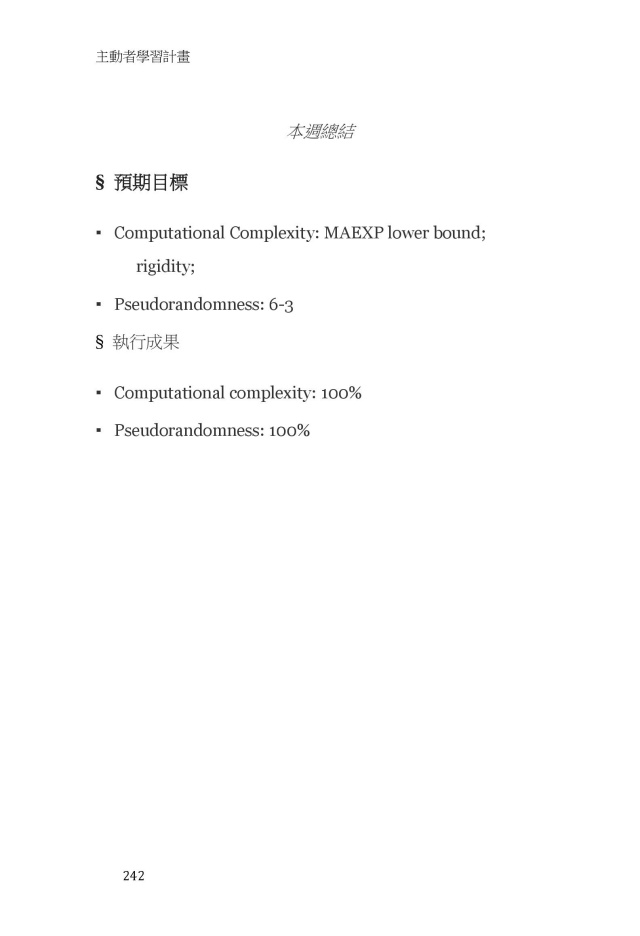 主動者學習計畫
本週總結
§ 預期目標
▪ Computational Complexity: MAEXP lower bound;
rigidity;
▪ Pseudorandomness: 6-3
§ 執行成果
▪ Computational complexity: 100%
▪ Pseudorandomness: 100%
242